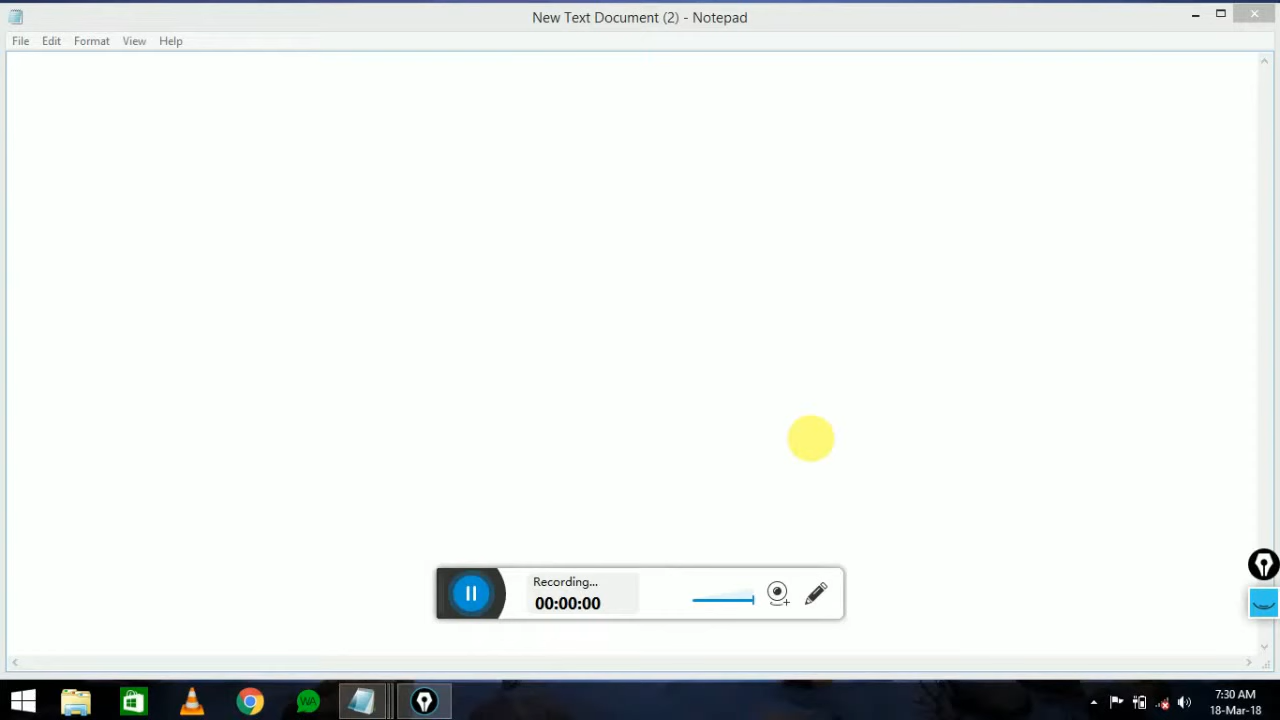 New Text Document (2) - Notepad
File Edit Format View Help
Recording...
00:00:00
WA
7:30 AM
18-Mar-18